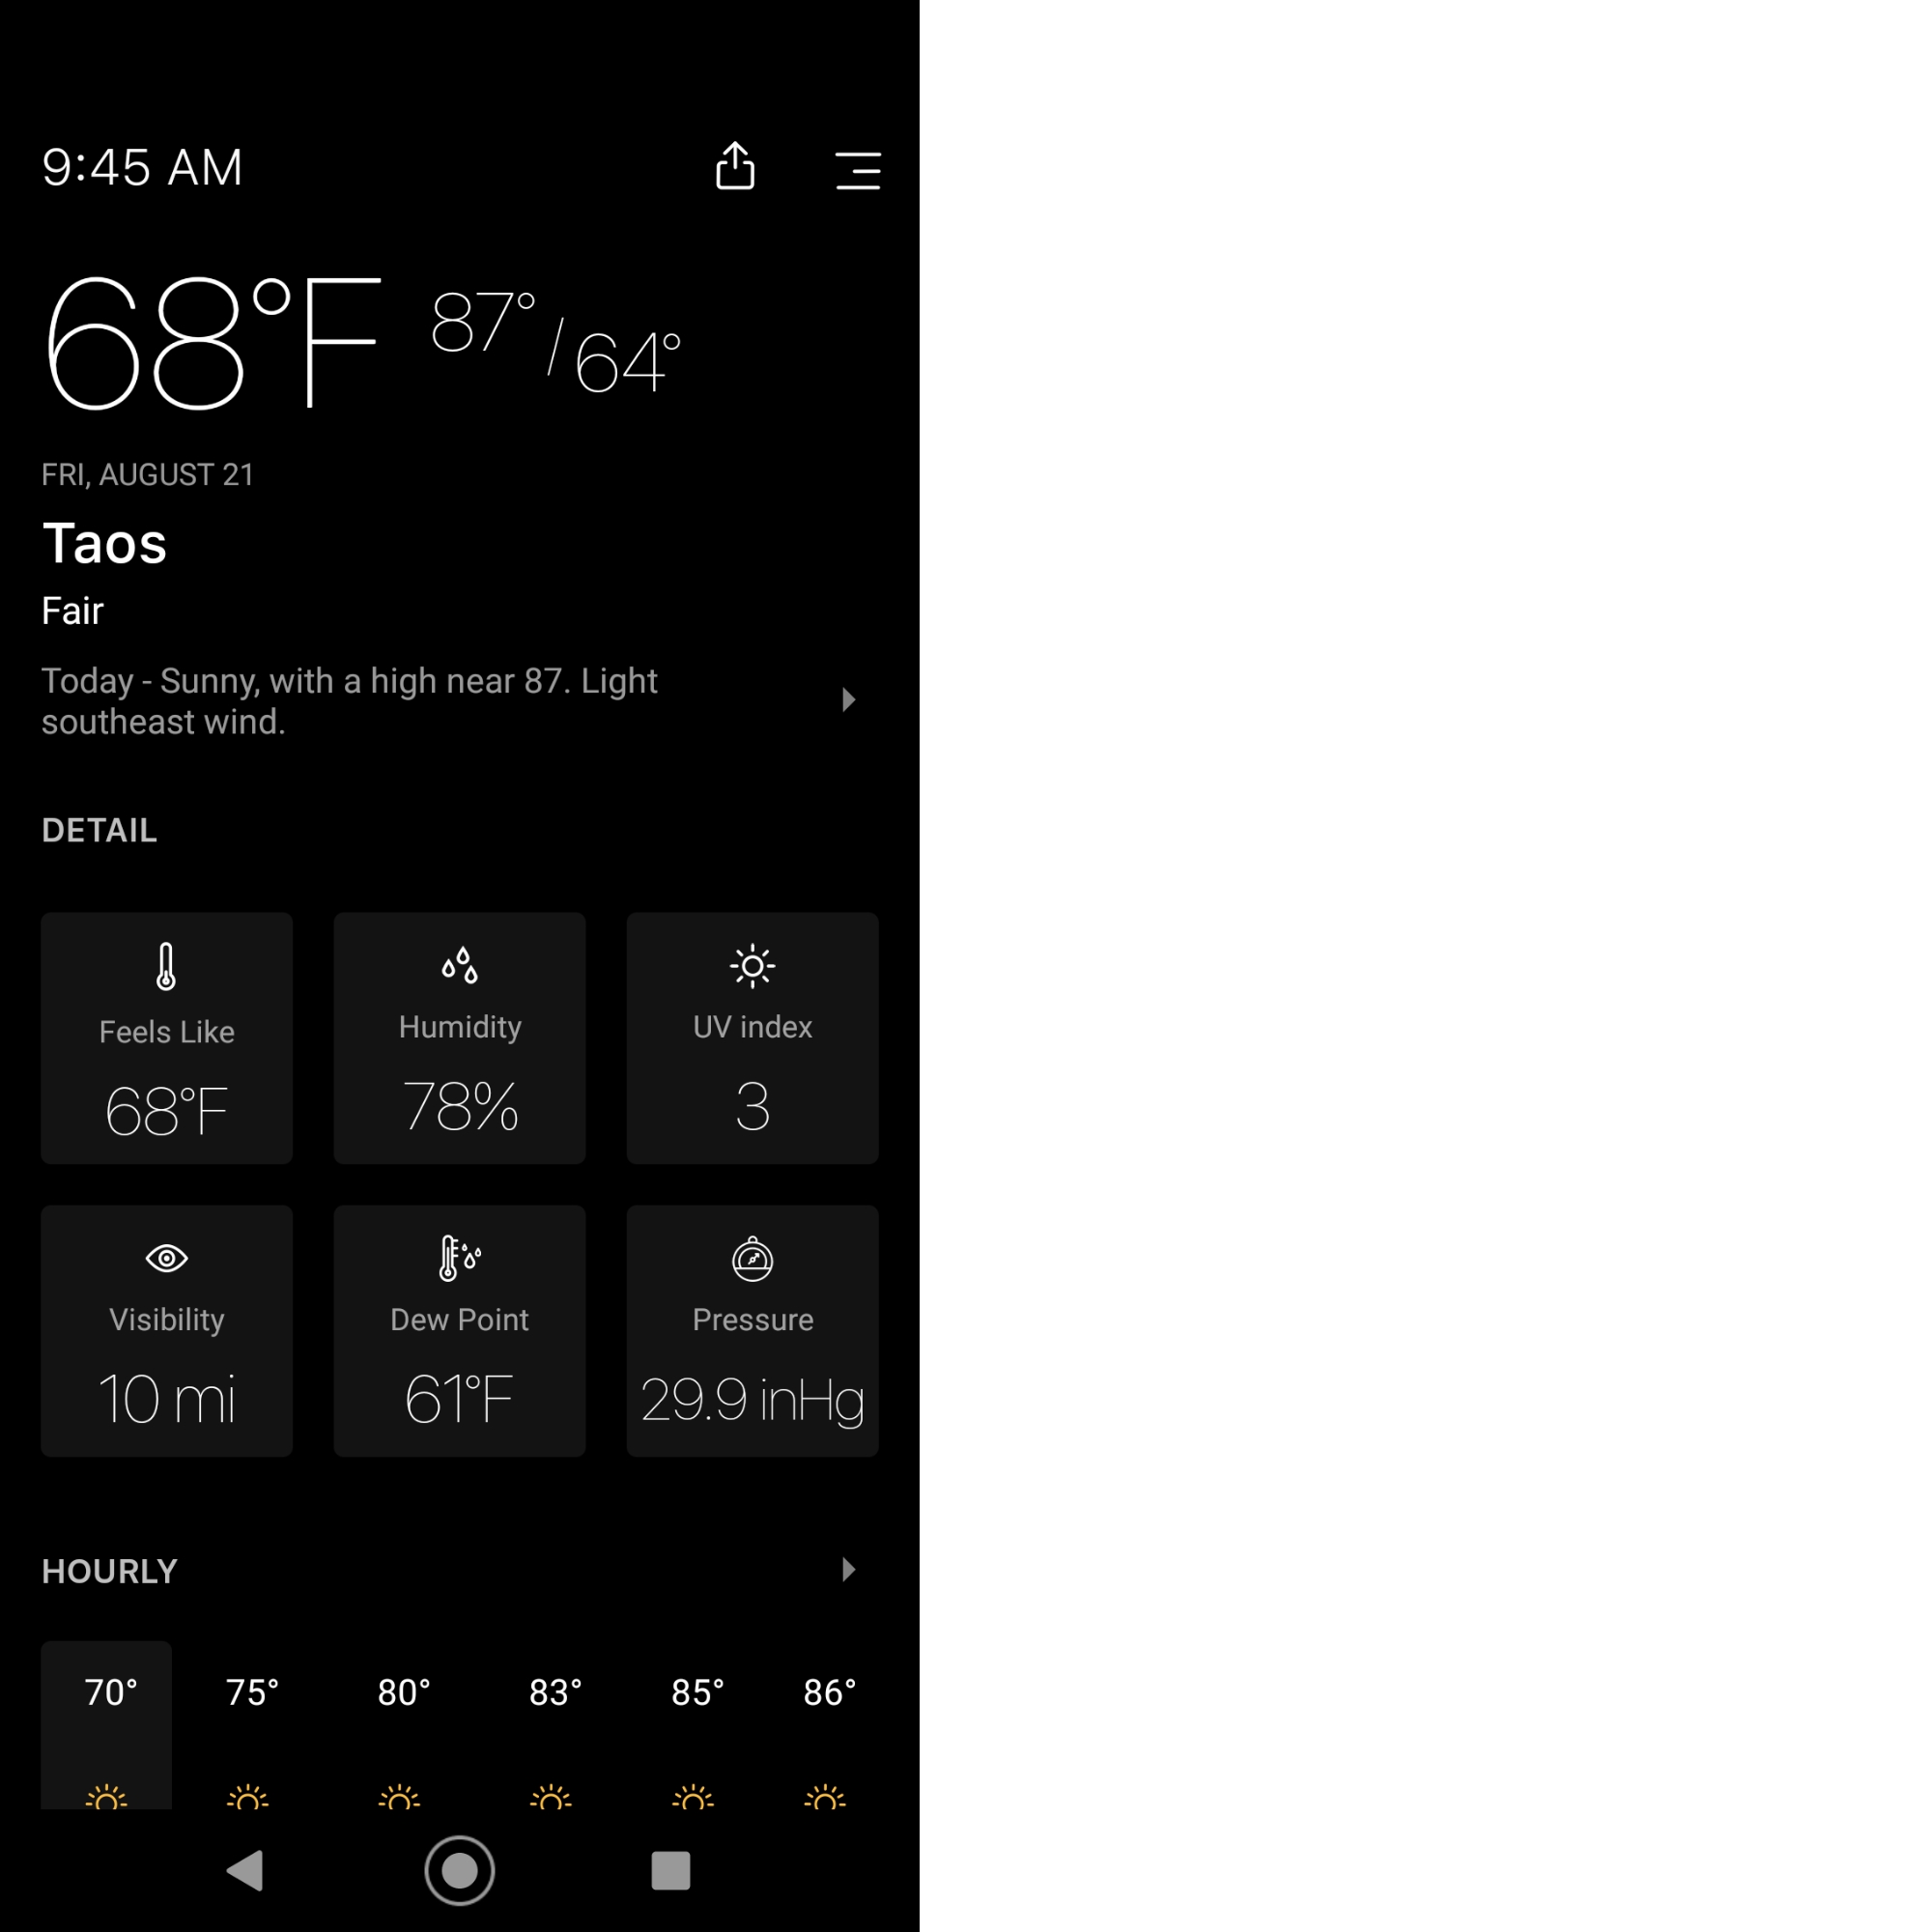 9:45 AM
68°F 87°/64°
FRI, AUGUST 21
Taos
Fair
Today - Sunny, with a high near 87. Light
southeast wind.
DETAIL
Feels Like Humidity UV index
68°F 78% 3
Visibility Dew Point Pressure
10 mi 61°F 29.9 inHg
HOURLY
70° 75° 80° 83° 85° 86°